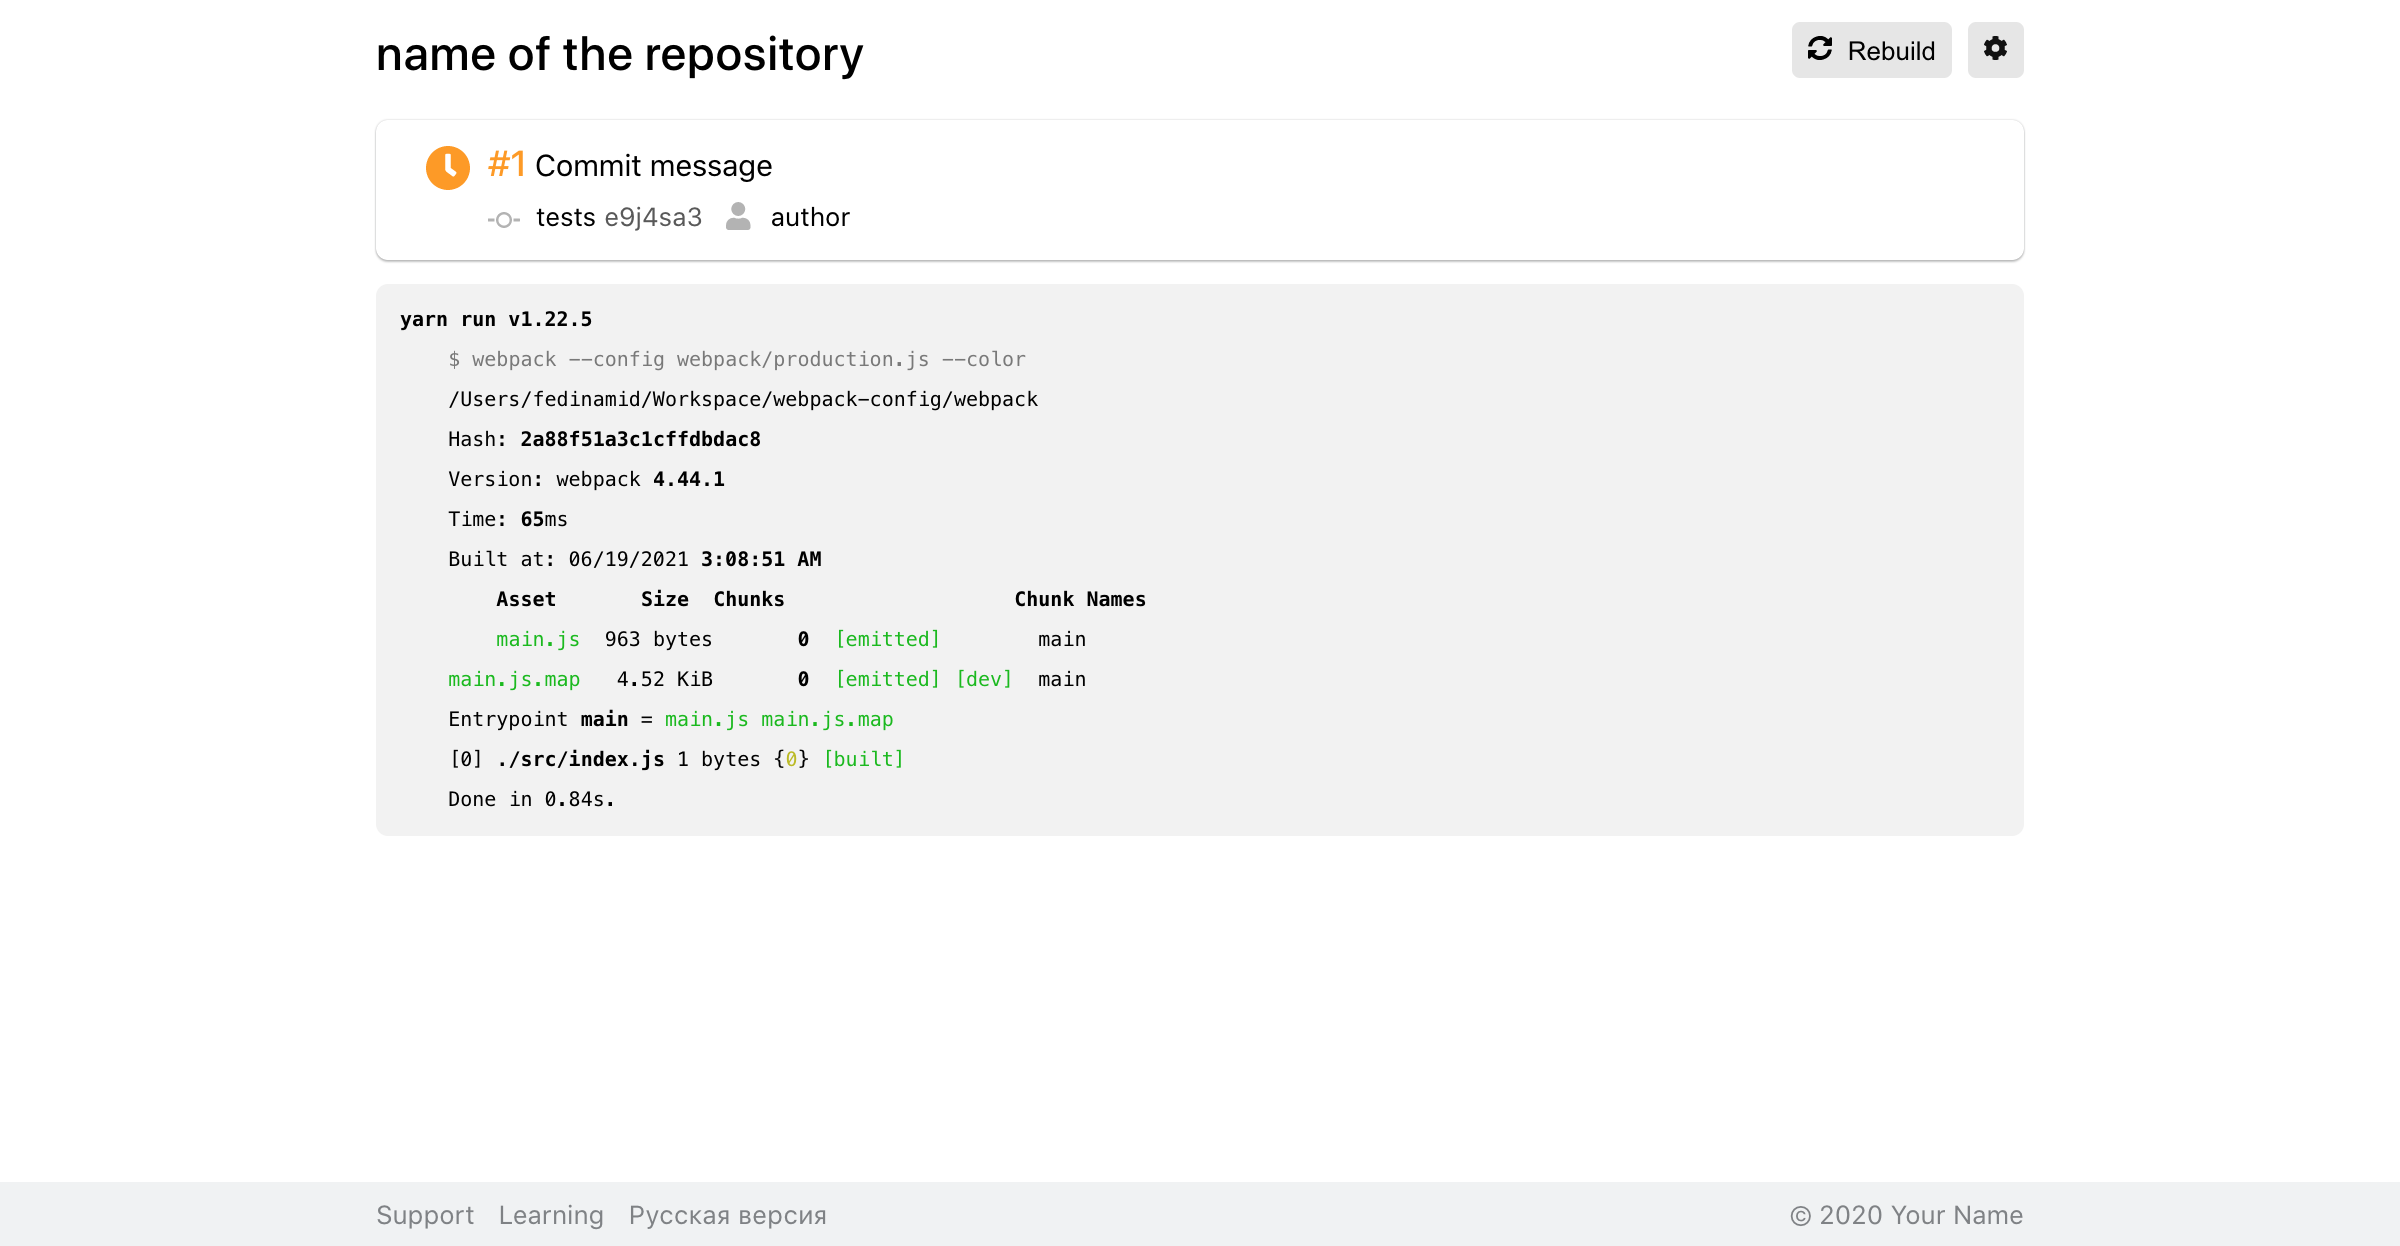 name of the repository
Rebuild
#1 Commit message
tests e9j4sa3 author
yarn run v1.22.5
$ webpack --config webpack/production.js --color
/Users/fedinamid/Workspace/webpack-config/webpack
Hash: 2a88f51a3c1cffdbdac8
Version: webpack 4.44.1
Time: 65ms
Built at: 06/19/2021 3:08:51 AM
Asset Size Chunks Chunk Names
main.js 963 bytes 0 [emitted] main
main.js.map 4.52 KiB 0 [emitted] [dev] main
Entrypoint main = main.js main.js.map
[0] ./src/index.js 1 bytes {0} [built]
Done in 0.84s.
Support Learning Русская версия © 2020 Your Name